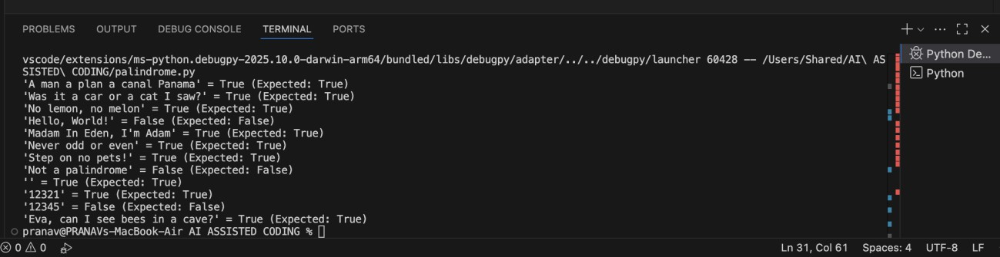 PROBLEMS OUTPUT DEBUG CONSOLE TERMINAL PORTS
vscode/extensions/ms-python.debugpy-2025.10.0-darwin-arm64/bundled/libs/debugpy/adapter/../../debugpy/launcher 60428 -- /Users/Shared/AI\ AS
SISTED\ CODING/palindrome.py
'A man a plan a canal Panama' = True (Expected: True)
'Was it a car or a cat I saw?' = True (Expected: True)
'No lemon, no melon' = True (Expected: True)
'Hello, World!' = False (Expected: False)
'Madam In Eden, I'm Adam' = True (Expected: True)
'Never odd or even' = True (Expected: True)
'Step on no pets!' = True (Expected: True)
'Not a palindrome' = False (Expected: False)
'' = True (Expected: True)
'12321' = True (Expected: True)
'12345' = False (Expected: False)
'Eva, can I see bees in a cave?' = True (Expected: True)
pranav@PRANAVs-MacBook-Air AI ASSISTED CODING %
Python De...
Python
0 0 Ln 31, Col 61 Spaces: 4 UTF-8 LF